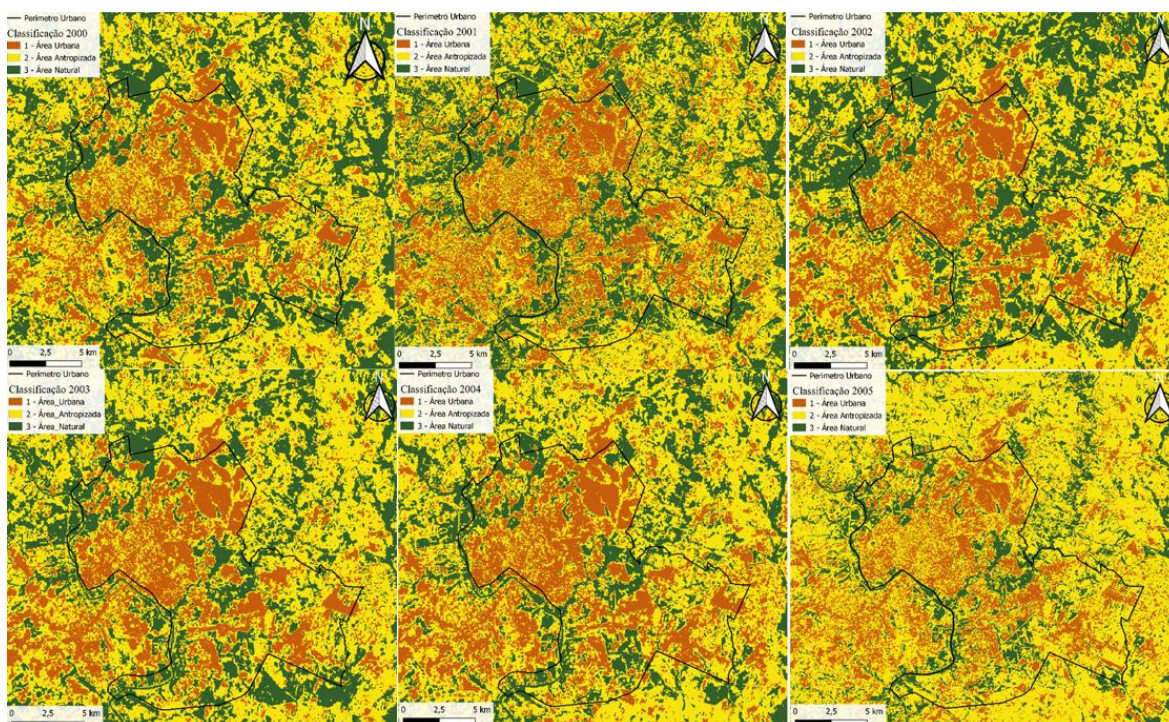 Perimetro Urbano
Classificação 2000
1 - Área Urbana
2 - Área Antropizada
3 - Área Natural
N
0 2,5 5 km
Perimetro Urbano
Classificação 2001
1 - Área Urbana
2 - Área Antropizada
3 - Área Natural
N
0 2,5 5 km
Perimetro Urbano
Classificação 2002
1 - Área Urbana
2 - Área Antropizada
3 - Área Natural
N
0 2,5 5 km
Perimetro Urbano
Classificação 2003
1 - Área_Urbana
2 - Área_Antropizada
3 - Área_Natural
N
0 2,5 5 km
Perimetro Urbano
Classificação 2004
1 - Área Urbana
2 - Área Antropizada
3 - Área Natural
N
0 2,5 5 km
Perimetro Urbano
Classificação 2005
1 - Área Urbana
2 - Área Antropizada
3 - Área Natural
N
0 2,5 5 km